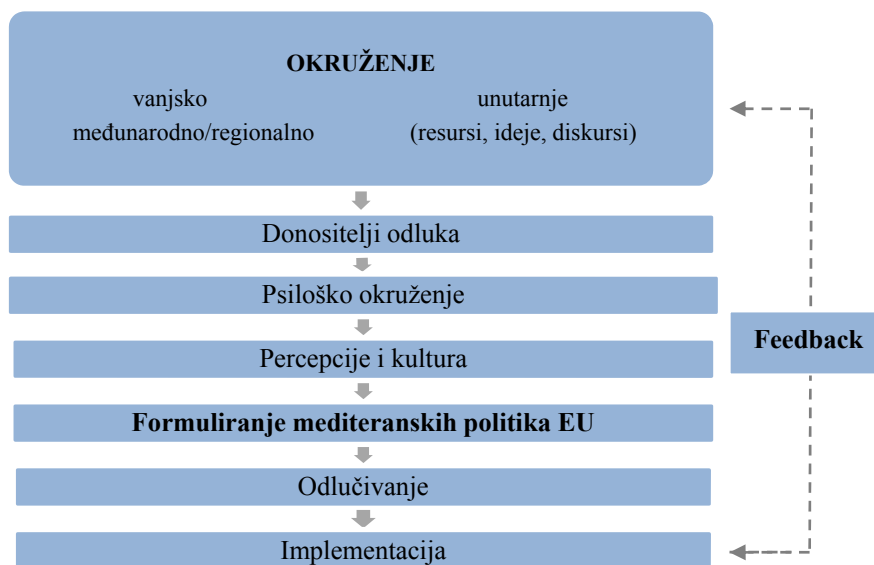 OKRUŽENJE
vanjsko
međunarodno/regionalno
unutarnje
(resursi, ideje, diskursi)
Donositelji odluka
Psiloško okruženje
Percepcije i kultura
Feedback
Formuliranje mediteranskih politika EU
Odlučivanje
Implementacija